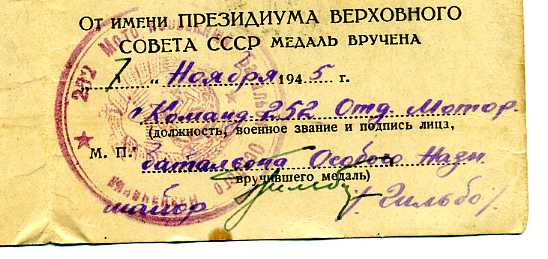 ОТ ИМЕНИ ПРЕЗИДИУМА ВЕРХОВНОГО
СОВЕТА СССР МЕДАЛЬ ВРУЧЕНА
"7" Ноября 1945 г.
Команд 252 Отд Мотор
(должность, военное звание и подпись лица,
М. П. батальона Особого Назн
вручившего медаль)
майор /Гильбо/